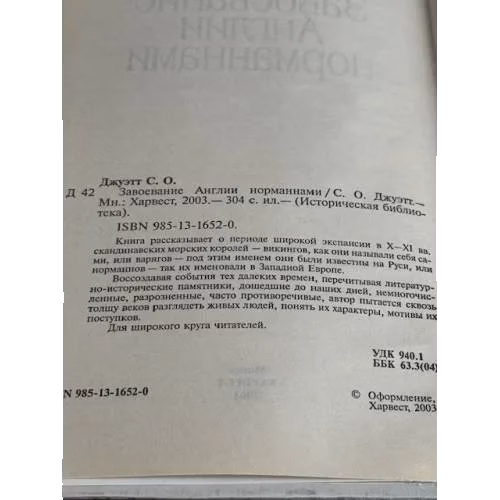 Завоевание
Англии
норманнами
Джуэтт С. О.
Д 42 Завоевание Англии норманнами/С. О. Джуэтт.—
Мн.: Харвест, 2003.— 304 с. ил.— (Историческая библио-
тека).
ISBN 985-13-1652-0.
Книга рассказывает о периоде широкой экспансии в X—XI вв.
скандинавских морских королей — викингов, как они называли себя са-
ми, или варягов — под этим именем они были известны на Руси, или
норманнов — так их именовали в Западной Европе.
Воссоздавая события тех далеких времен, перечитывая литератур-
но-исторические памятники, дошедшие до наших дней, немногочис-
ленные, разрозненные, часто противоречивые, автор пытается сквозь
толщу веков разглядеть живых людей, понять их характеры, мотивы их
поступков.
Для широкого круга читателей.
УДК 940.1
ББК 63.3(04)
N 985-13-1652-0
© Оформление,
Харвест, 2003